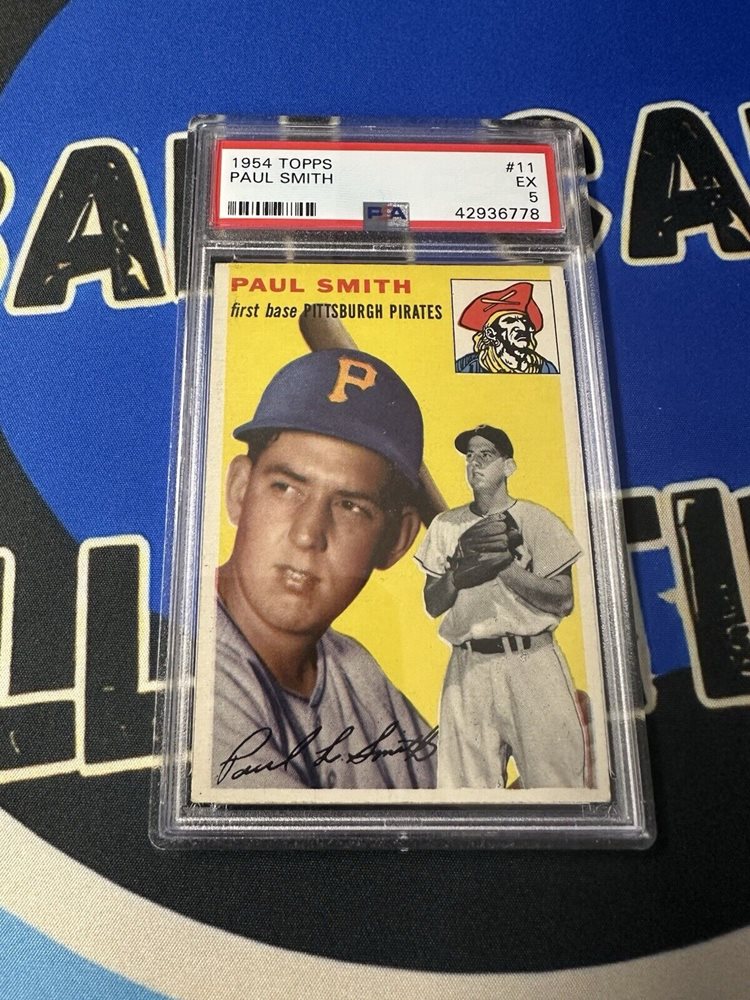 1954 TOPPS
#11
PAUL SMITH
EX
5
PSA
42936778
PAUL SMITH
first base PITTSBURGH PIRATES
P
Paul L. Smith